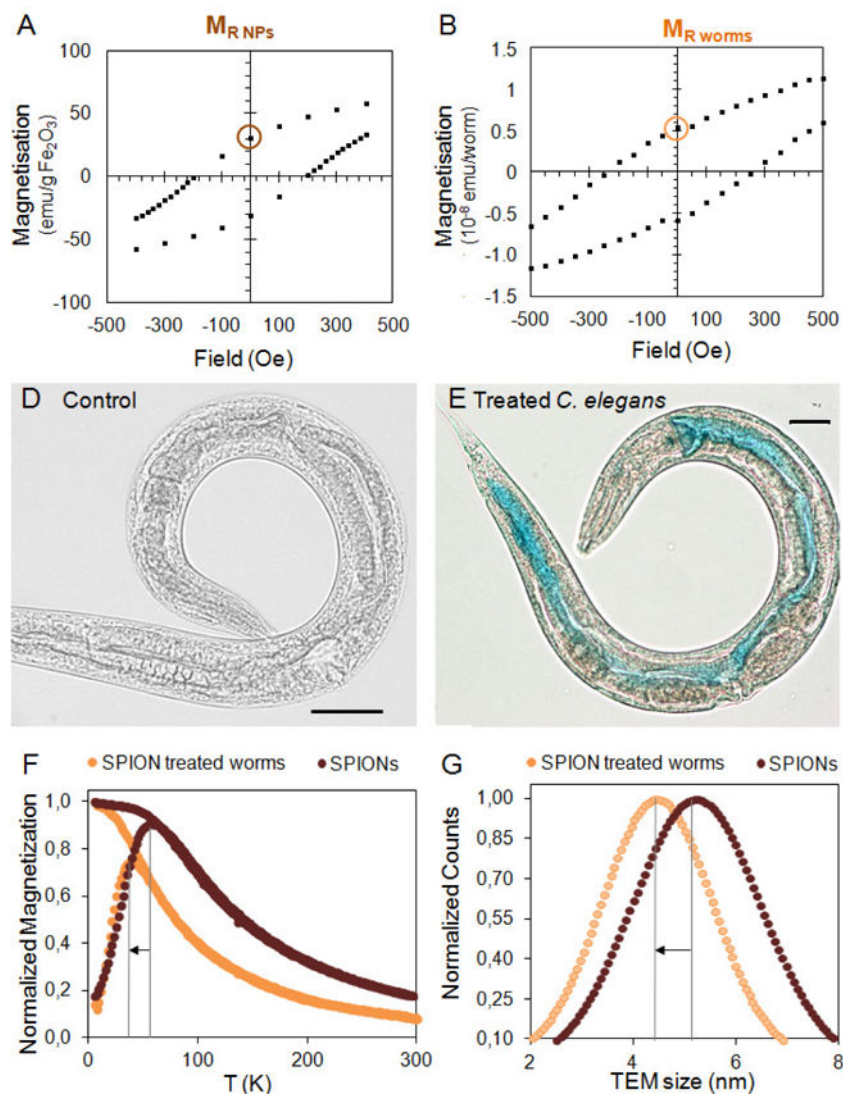 A
M_R NPs
Magnetisation
(emu/g Fe₂O₃)
100
50
0
-50
-100
-500 -300 -100 100 300 500
Field (Oe)
B
M_R worms
Magnetisation
(10⁻⁸ emu/worm)
1.5
1
0.5
0
-0.5
-1
-1.5
-500 -300 -100 100 300 500
Field (Oe)
D Control
E Treated C. elegans
F
SPION treated worms SPIONs
Normalized Magnetization
1,0
0,8
0,6
0,4
0,2
0,0
0 100 200 300
T (K)
G
SPION treated worms SPIONs
Normalized Counts
1,00
0,85
0,70
0,55
0,40
0,25
0,10
2 4 6 8
TEM size (nm)